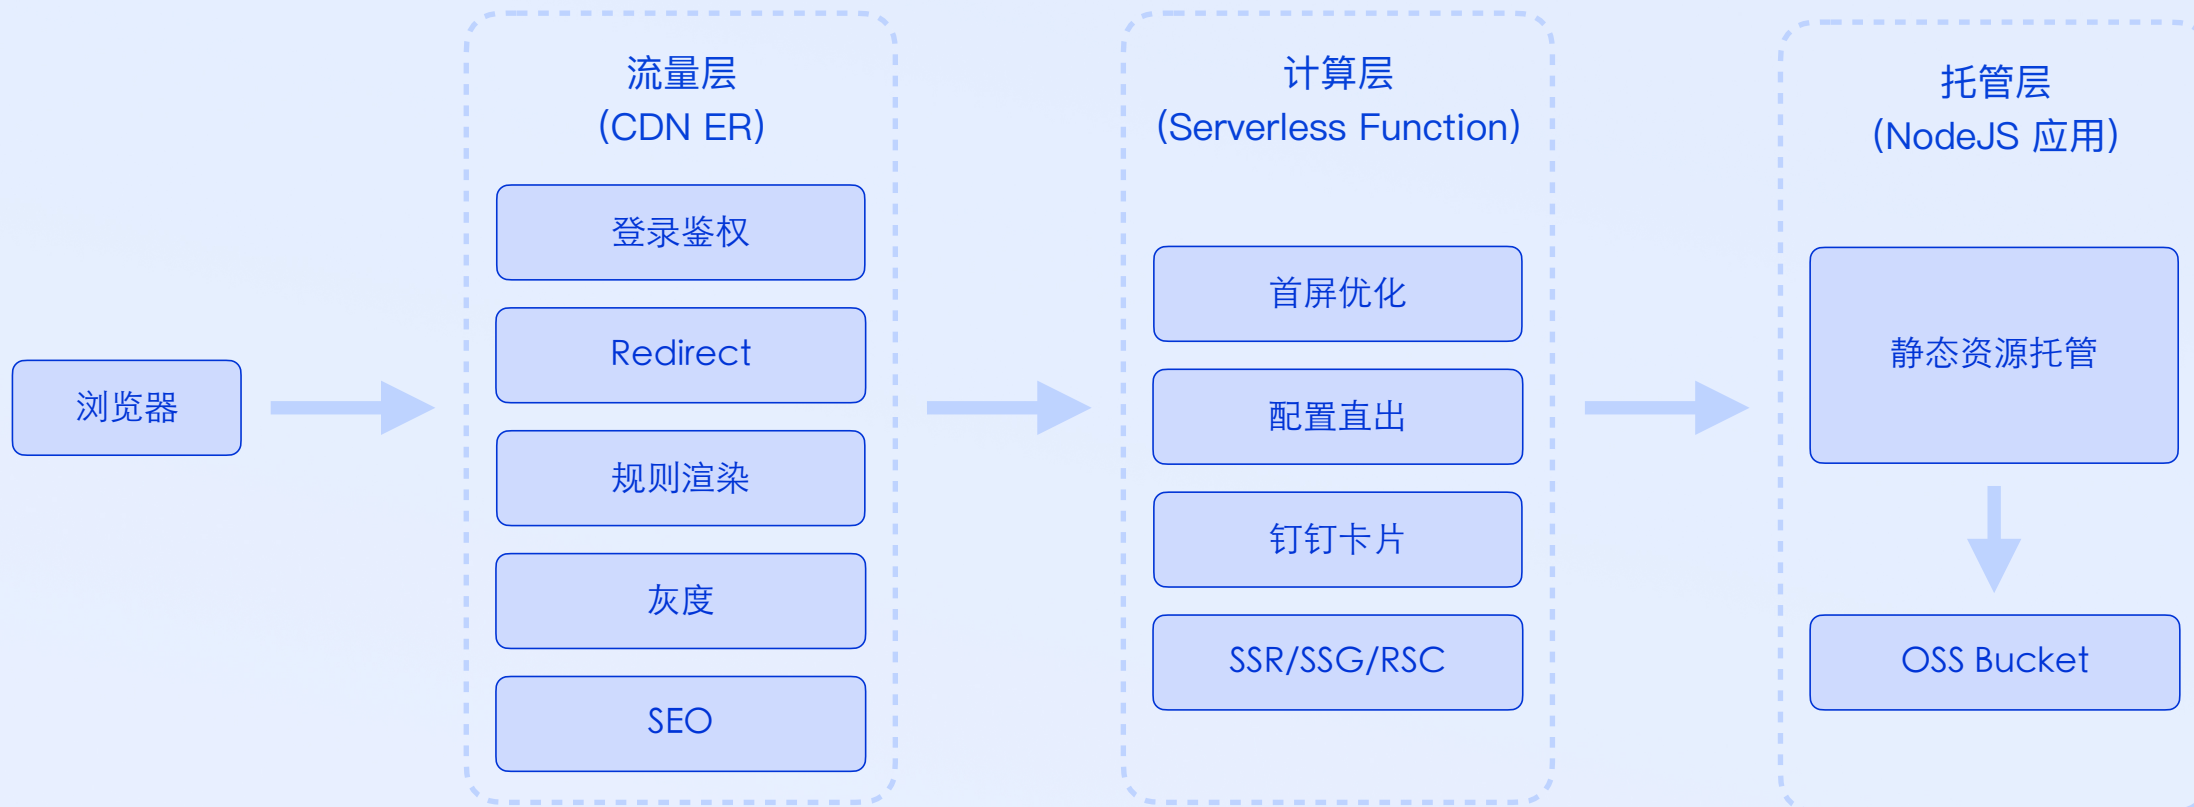 浏览器
流量层
(CDN ER)
登录鉴权
Redirect
规则渲染
灰度
SEO
计算层
(Serverless Function)
首屏优化
配置直出
钉钉卡片
SSR/SSG/RSC
托管层
(NodeJS 应用)
静态资源托管
OSS Bucket